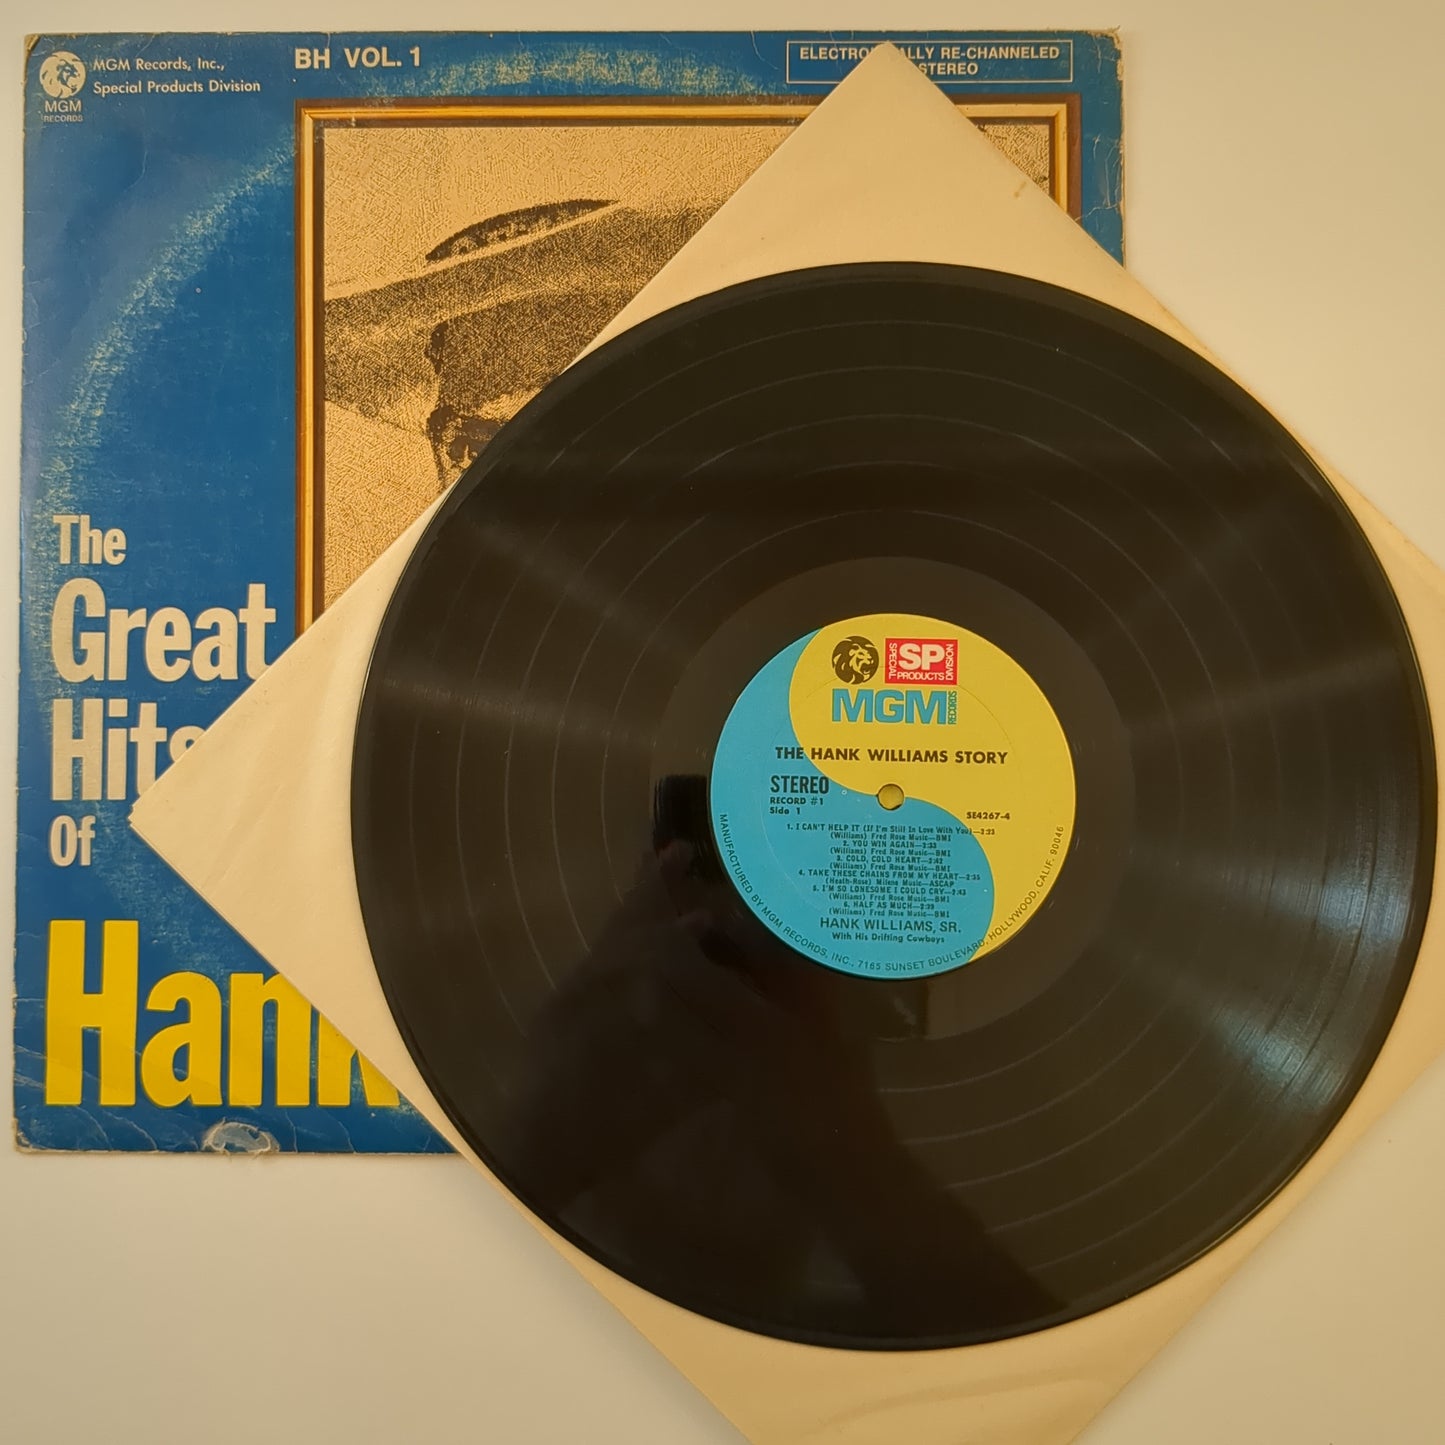 MGM Records, Inc.,
Special Products Division
MGM
RECORDS
BH VOL. 1
ALLY RE-CHANNELED
STEREO
The
Great
Hits
Of
Hank
SPECIAL
SP
PRODUCTS
DIVISION
MGM
RECORDS
THE HANK WILLIAMS STORY
STEREO
RECORD #1
Side 1
SE4267-4
1. I CAN'T HELP IT (If I'm Still In Love With You)—2:23
(Williams) Fred Rose Music—BMI
2. YOU WIN AGAIN—2:33
(Williams) Fred Rose Music—BMI
3. COLD, COLD HEART—2:42
(Williams) Fred Rose Music—BMI
4. TAKE THESE CHAINS FROM MY HEART—2:35
(Heath-Rose) Milene Music—ASCAP
5. I'M SO LONESOME I COULD CRY—2:43
(Williams) Fred Rose Music—BMI
6. HALF AS MUCH—2:39
(Williams) Fred Rose Music—BMI
HANK WILLIAMS, SR.
With His Drifting Cowboys
MANUFACTURED BY MGM RECORDS, INC., 7165 SUNSET BOULEVARD, HOLLYWOOD, CALIF. 90046